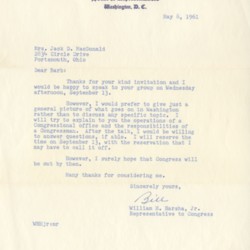 Washington, D. C.
May 6, 1961
Mrs. Jack D. MacDonald
Circle Drive
Portsmouth, Ohio
Dear Barb:
Thanks for your kind invitation and I
would be happy to speak to your group on Wednesday
afternoon, September 13.
However, I would prefer to give just a
general picture of what goes on in Washington
rather than to discuss any specific topic. I
will try to explain to you the operations of a
Congressional office and the responsibilities of
a Congressman. After the talk, I would be willing
to answer questions, if able. I will reserve the
time on September 13, with the reservation that I
may have to call it off.
However, I surely hope that Congress will
be out by then.
Many thanks for considering me.
Sincerely yours,
Bill
William H. Harsha, Jr.
Representative to Congress